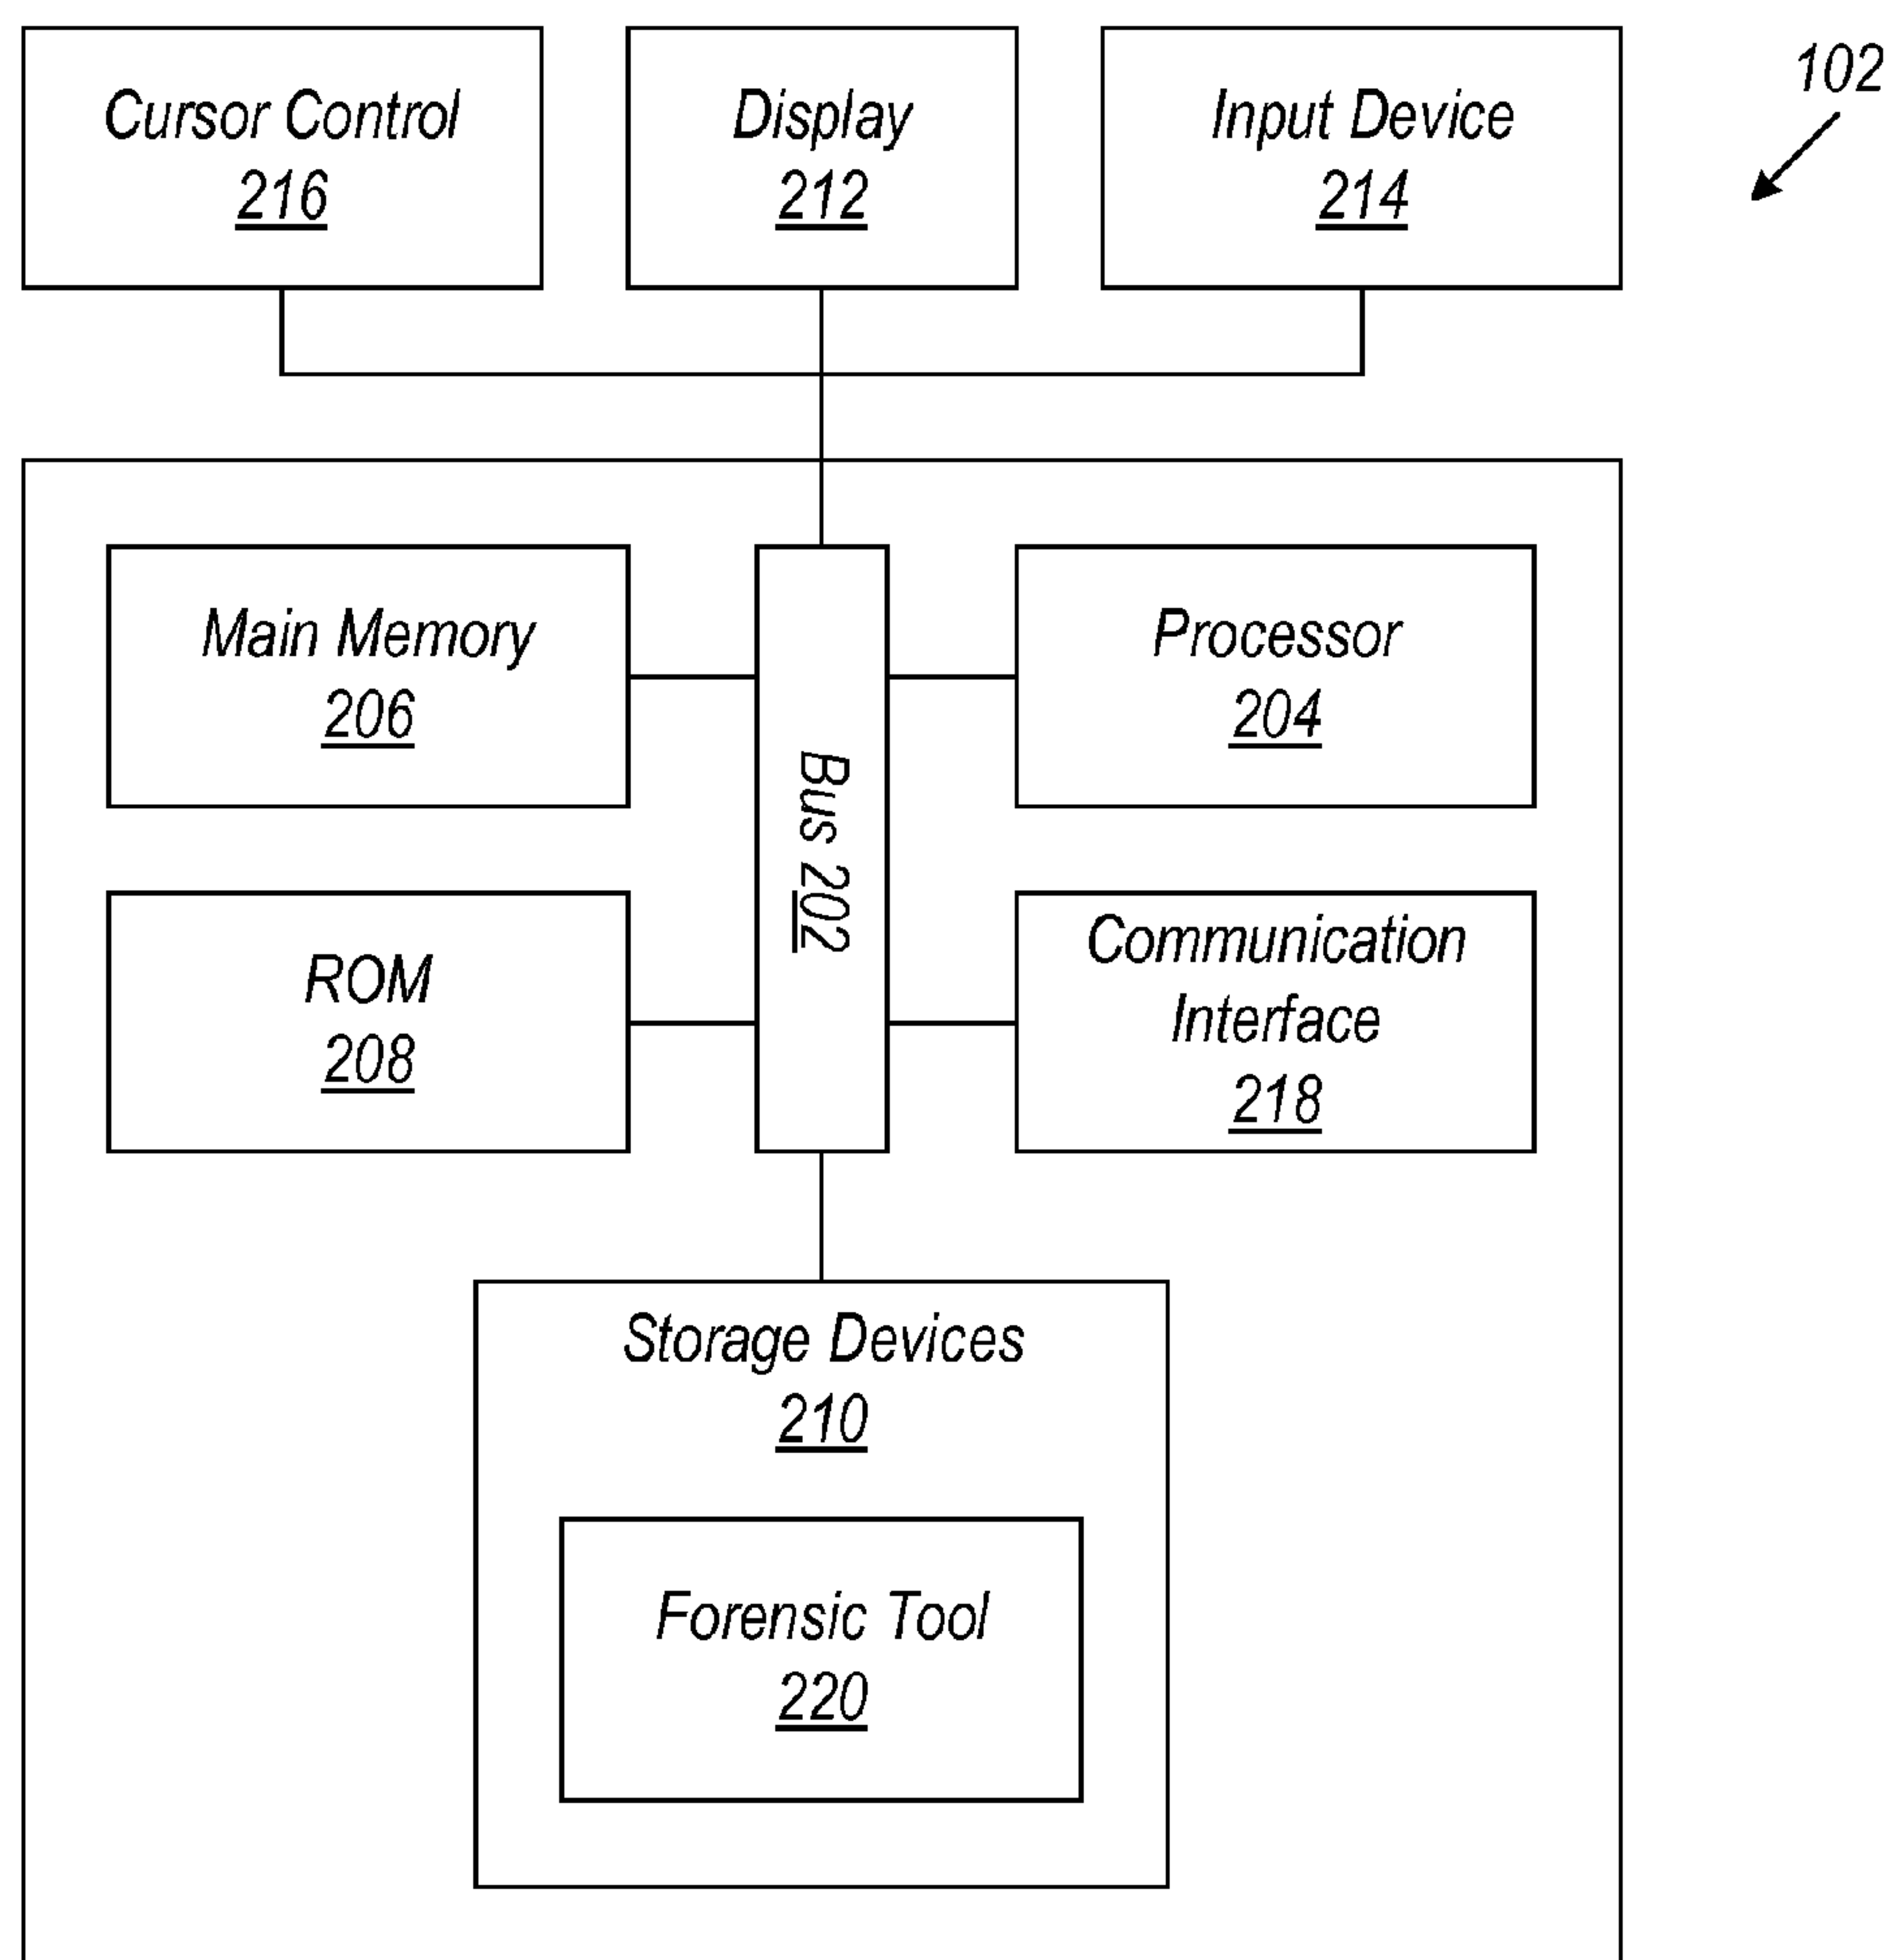 Cursor Control
216
Display
212
Input Device
214
102
Main Memory
206
Processor
204
Bus 202
ROM
208
Communication
Interface
218
Storage Devices
210
Forensic Tool
220